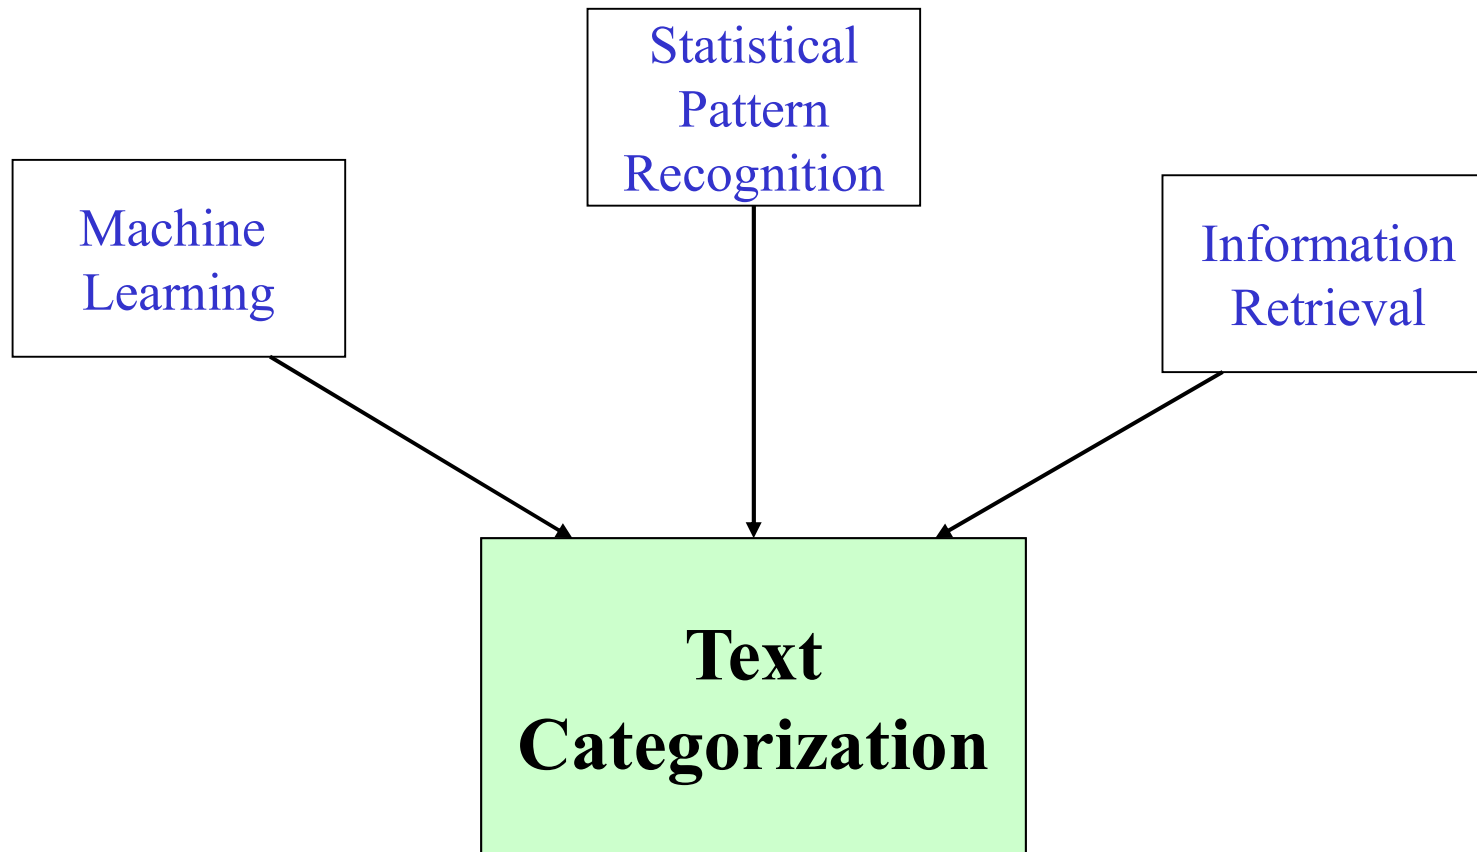 Statistical
Pattern
Recognition
Machine
Learning
Information
Retrieval
Text
Categorization